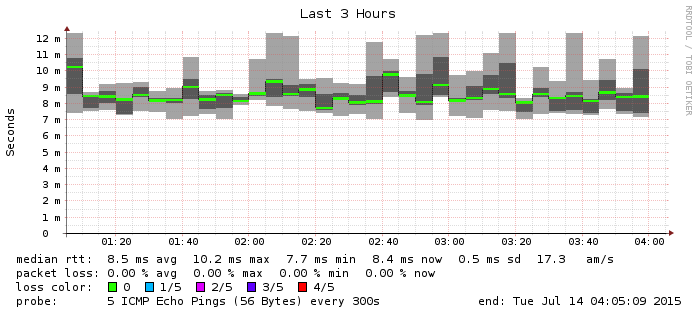 Last 3 Hours
RRDTOOL / TOBI OETIKER
Seconds
12 m
11 m
10 m
9 m
8 m
7 m
6 m
5 m
4 m
3 m
2 m
1 m
0
01:20 01:40 02:00 02:20 02:40 03:00 03:20 03:40 04:00
median rtt: 8.5 ms avg 10.2 ms max 7.7 ms min 8.4 ms now 0.5 ms sd 17.3 am/s
packet loss: 0.00 % avg 0.00 % max 0.00 % min 0.00 % now
loss color: 0 1/5 2/5 3/5 4/5
probe: 5 ICMP Echo Pings (56 Bytes) every 300s end: Tue Jul 14 04:05:09 2015